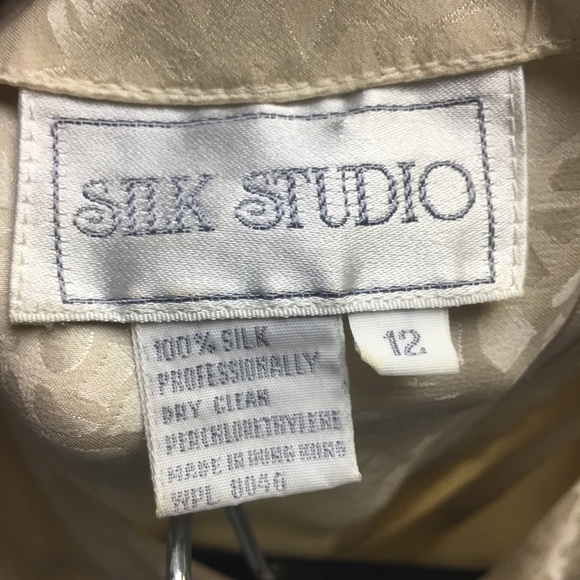 SILK STUDIO
100% SILK
PROFESSIONALLY
DRY CLEAN
PERCHLOROETHYLENE
MADE IN HONG KONG
WPL 8046
12